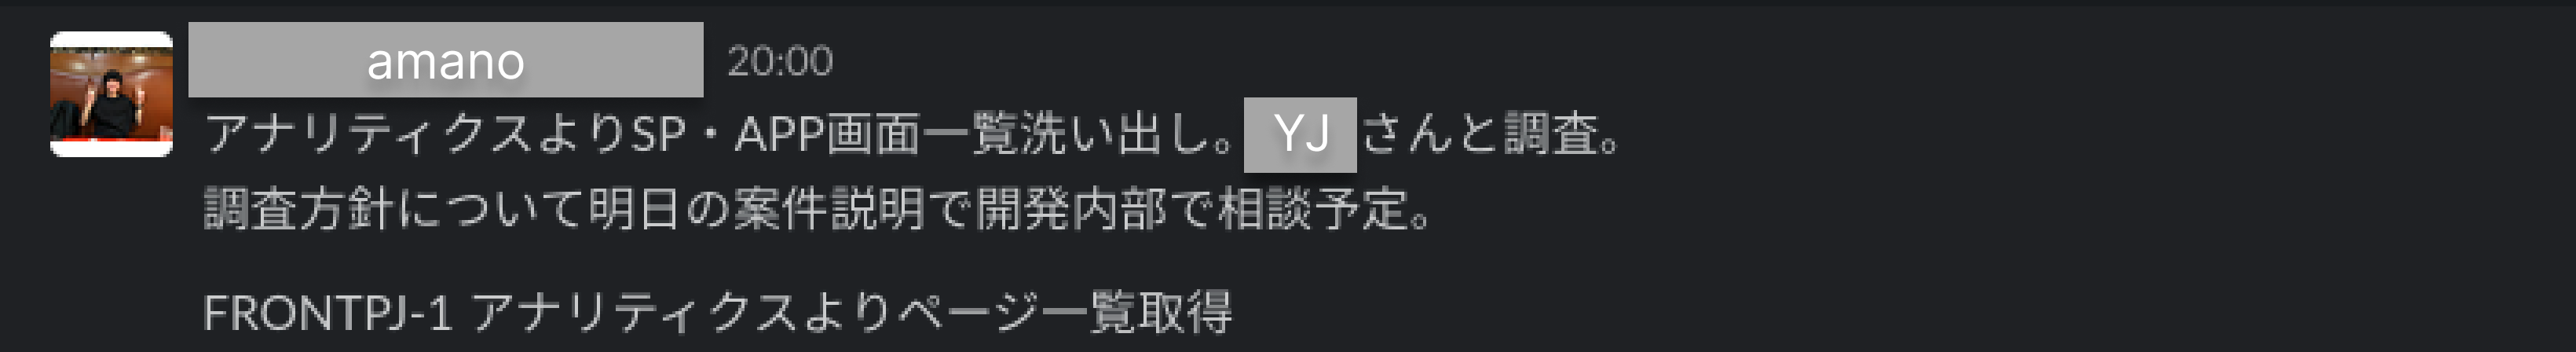 amano 20:00
アナリティクスよりSP・APP画面一覧洗い出し。YJさんと調査。
調査方針について明日の案件説明で開発内部で相談予定。
FRONTPJ-1 アナリティクスよりページ一覧取得